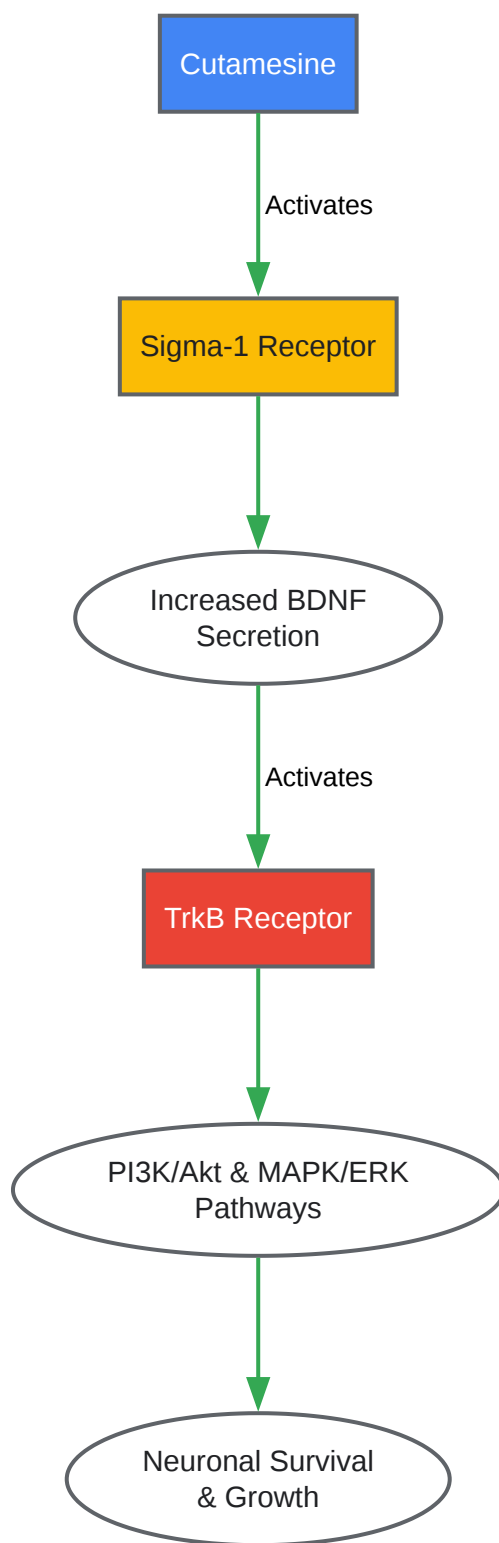 Cutamesine
Activates
Sigma-1 Receptor
Increased BDNF
Secretion
Activates
TrkB Receptor
PI3K/Akt & MAPK/ERK
Pathways
Neuronal Survival
& Growth